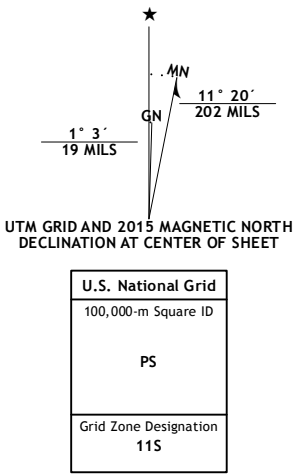 MN
GN
11° 20´
202 MILS
1° 3´
19 MILS
UTM GRID AND 2015 MAGNETIC NORTH
DECLINATION AT CENTER OF SHEET
U.S. National Grid
100,000-m Square ID
PS
Grid Zone Designation
11S